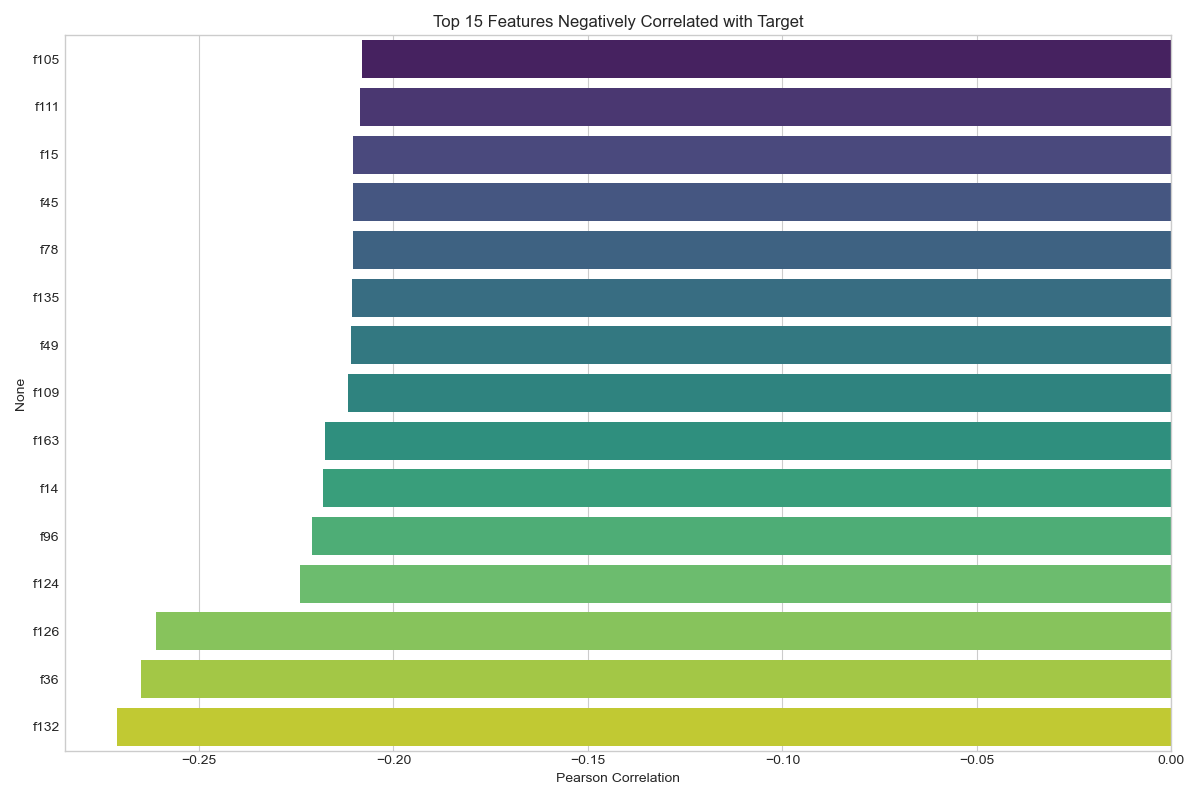 Top 15 Features Negatively Correlated with Target
f105
f111
f15
f45
f78
f135
f49
f109
f163
f14
f96
f124
f126
f36
f132
None
−0.25 −0.20 −0.15 −0.10 −0.05 0.00
Pearson Correlation